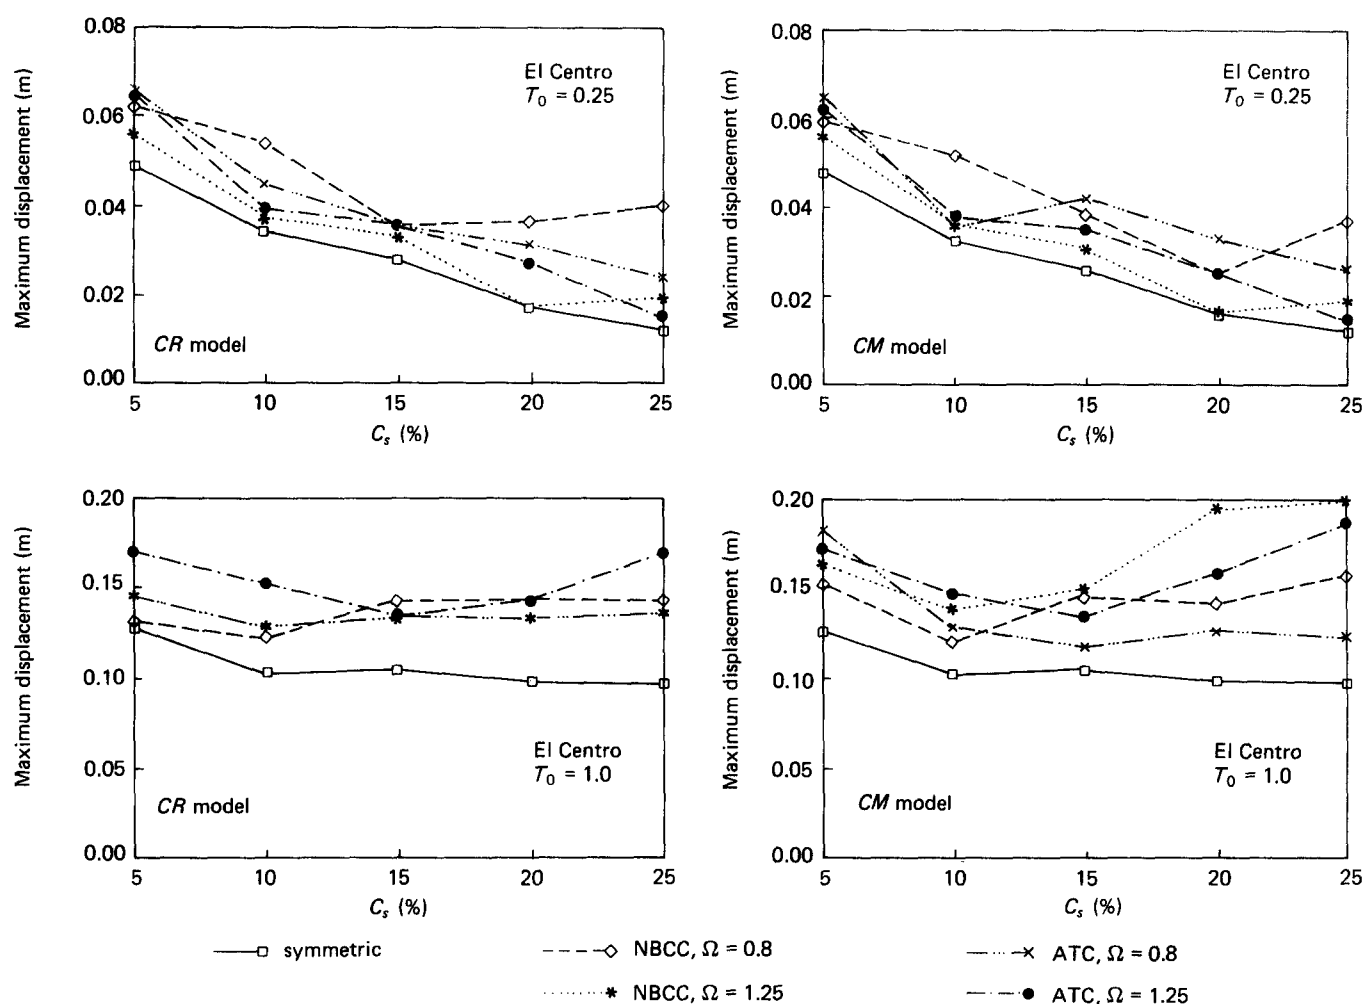 0.08
0.06
0.04
0.02
0.00
Maximum displacement (m)
El Centro
T₀ = 0.25
CR model
5 10 15 20 25
Cₛ (%)
0.08
0.06
0.04
0.02
0.00
Maximum displacement (m)
El Centro
T₀ = 0.25
CM model
5 10 15 20 25
Cₛ (%)
0.20
0.15
0.10
0.05
0.00
Maximum displacement (m)
El Centro
T₀ = 1.0
CR model
5 10 15 20 25
Cₛ (%)
0.20
0.15
0.10
0.05
0.00
Maximum displacement (m)
El Centro
T₀ = 1.0
CM model
5 10 15 20 25
Cₛ (%)
symmetric
NBCC, Ω = 0.8
ATC, Ω = 0.8
NBCC, Ω = 1.25
ATC, Ω = 1.25